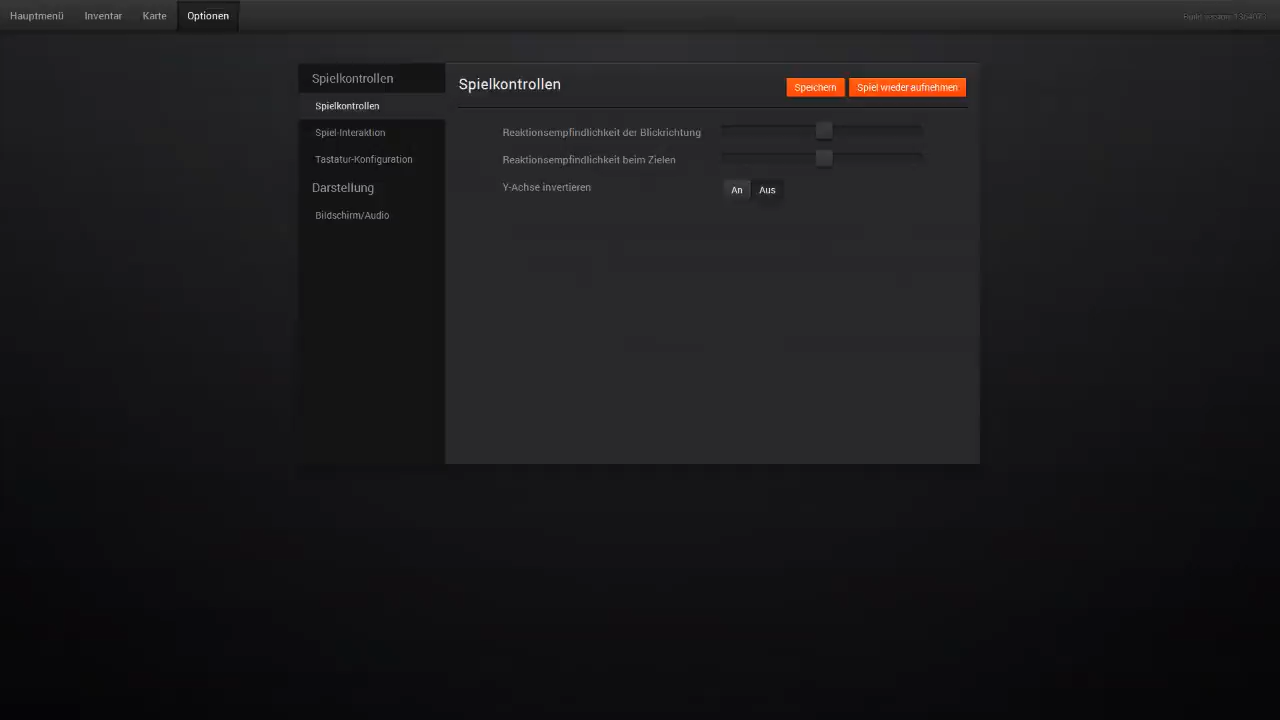 Hauptmenü Inventar Karte Optionen
Spielkontrollen
Spielkontrollen
Spiel-Interaktion
Tastatur-Konfiguration
Darstellung
Bildschirm/Audio
Spielkontrollen Speichern Spiel wieder aufnehmen
Reaktionsempfindlichkeit der Blickrichtung
Reaktionsempfindlichkeit beim Zielen
Y-Achse invertieren An Aus